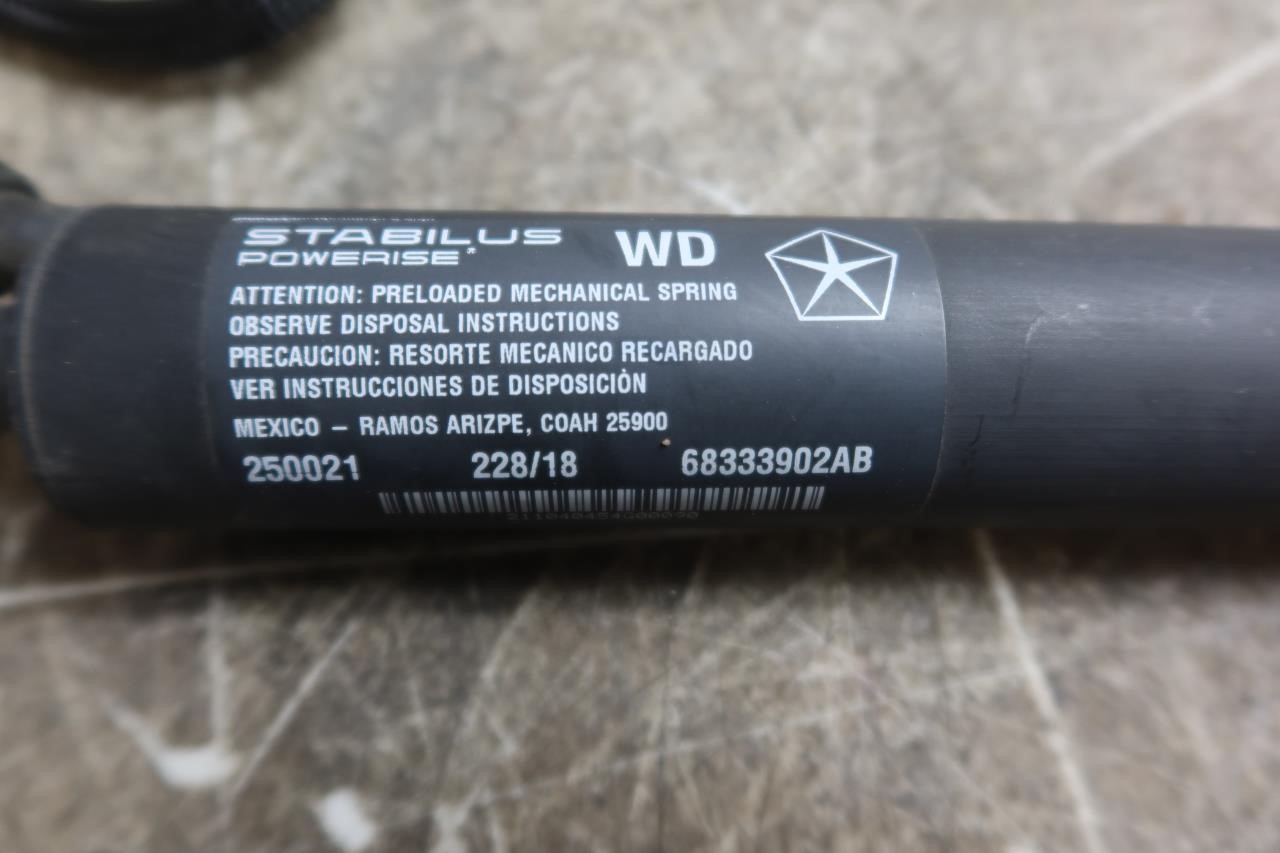 STABILUS WD
POWERISE®
ATTENTION: PRELOADED MECHANICAL SPRING
OBSERVE DISPOSAL INSTRUCTIONS
PRECAUCION: RESORTE MECANICO RECARGADO
VER INSTRUCCIONES DE DISPOSICIÒN
MEXICO – RAMOS ARIZPE, COAH 25900
250021 228/18 68333902AB